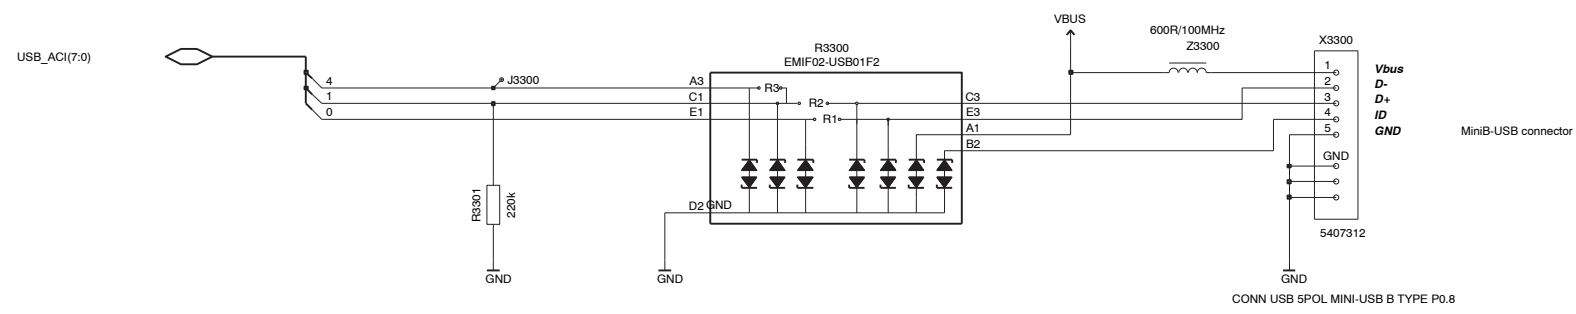 VBUS
600R/100MHz
Z3300
X3300
R3300
EMIF02-USB01F2
USB_ACI(7:0)
1 Vbus
4 J3300 A3 R3 2 D-
1 C1 R2 C3 3 D+
0 E1 R1 E3 4 ID
A1 5 GND MiniB-USB connector
B2
GND
R3301
220k
D2 GND
5407312
GND GND GND
CONN USB 5POL MINI-USB B TYPE P0.8